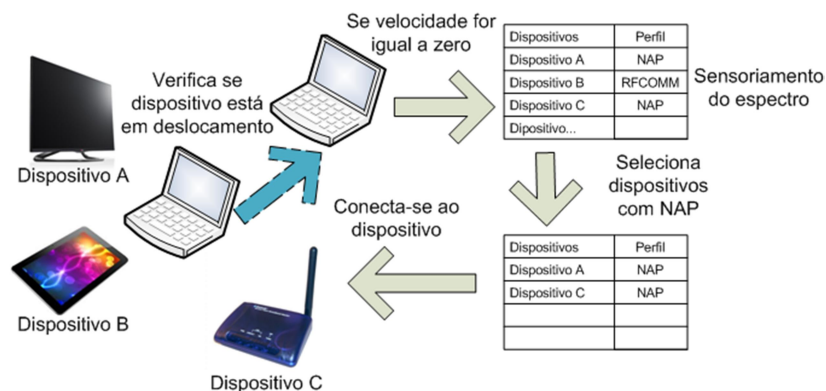 Se velocidade for
igual a zero
Verifica se
dispositivo está
em deslocamento
Dispositivo A
Dispositivo B
Dispositivos Perfil
Dispositivo A NAP
Dispositivo B RFCOMM
Dispositivo C NAP
Dipositivo...
Sensoriamento
do espectro
Seleciona
dispositivos
com NAP
Dispositivos Perfil
Dispositivo A NAP
Dispositivo C NAP
Conecta-se ao
dispositivo
Dispositivo C